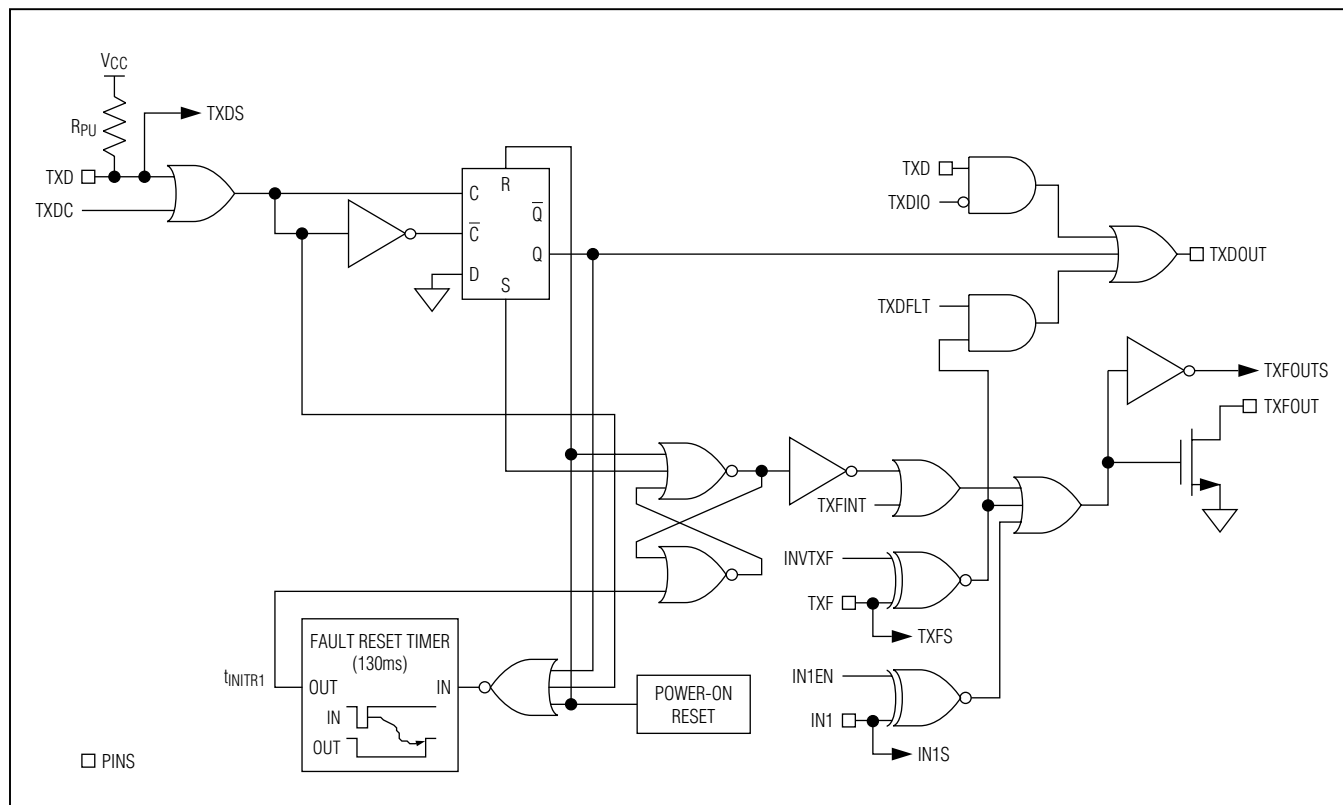 VCC
RPU
TXDS
TXD
TXDC
C
R
C
D
S
Q
Q
TXD
TXDIO
TXDOUT
TXDFLT
TXFOUTS
TXFOUT
TXFINT
INVTXF
TXF
TXFS
IN1EN
IN1
IN1S
FAULT RESET TIMER
(130ms)
tINITR1
OUT
IN
IN
OUT
POWER-ON
RESET
PINS